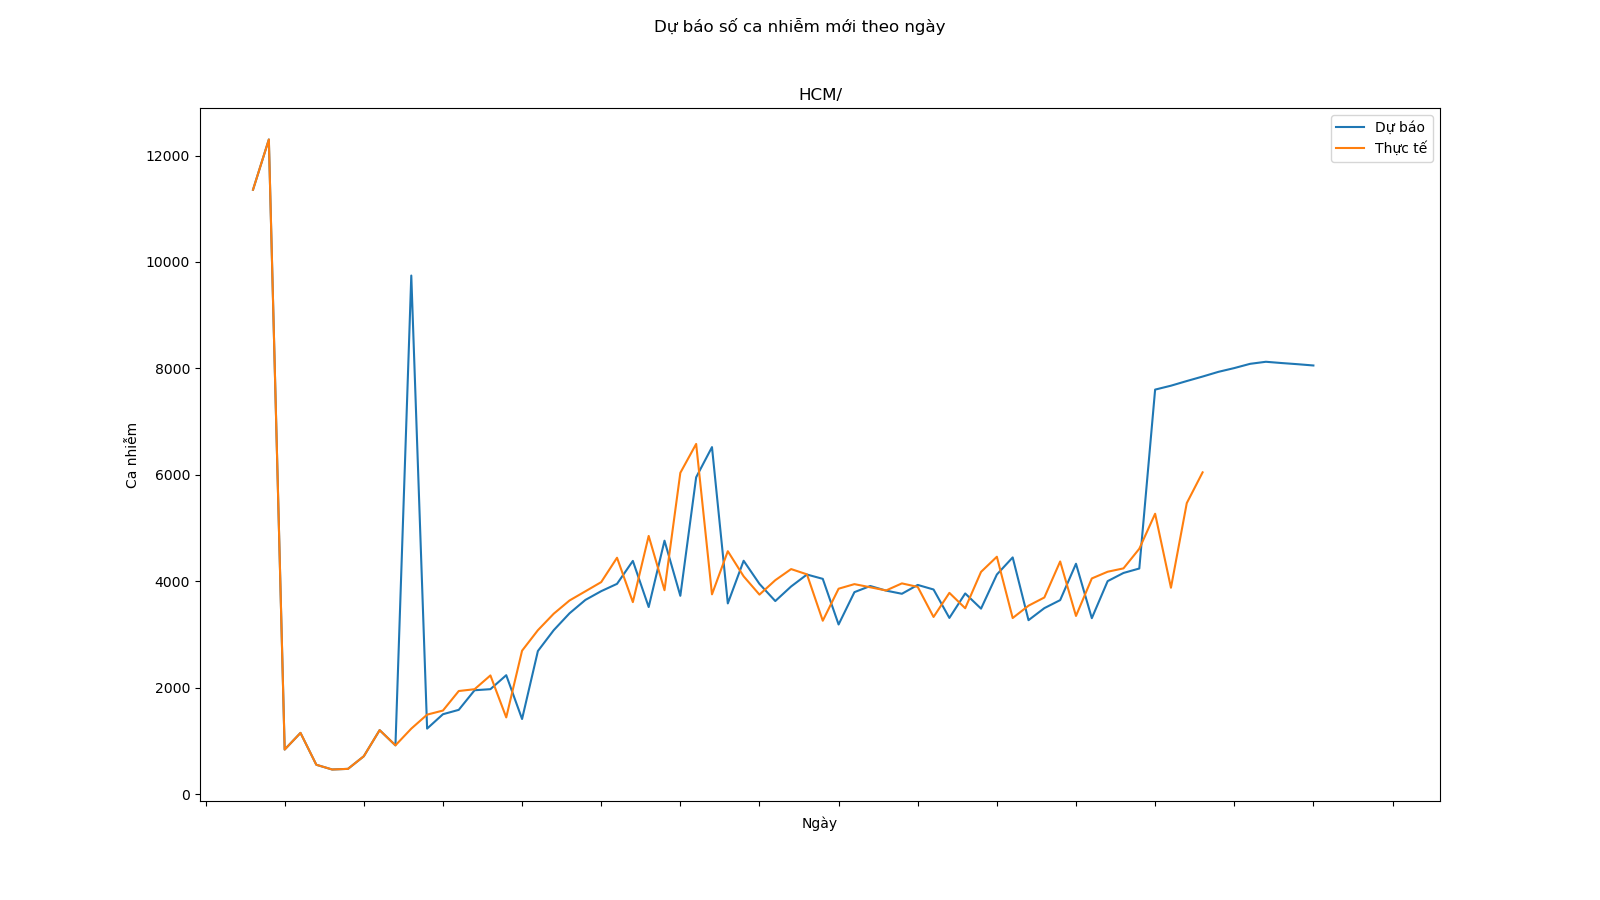 Dự báo số ca nhiễm mới theo ngày
HCM/
Dự báo
Thực tế
12000
10000
8000
6000
4000
2000
0
Ca nhiễm
Ngày